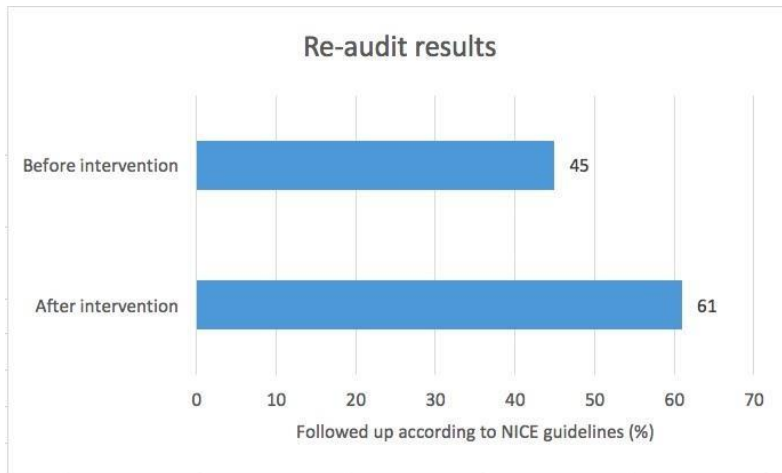 Re-audit results
Before intervention
45
After intervention
61
0 10 20 30 40 50 60 70
Followed up according to NICE guidelines (%)